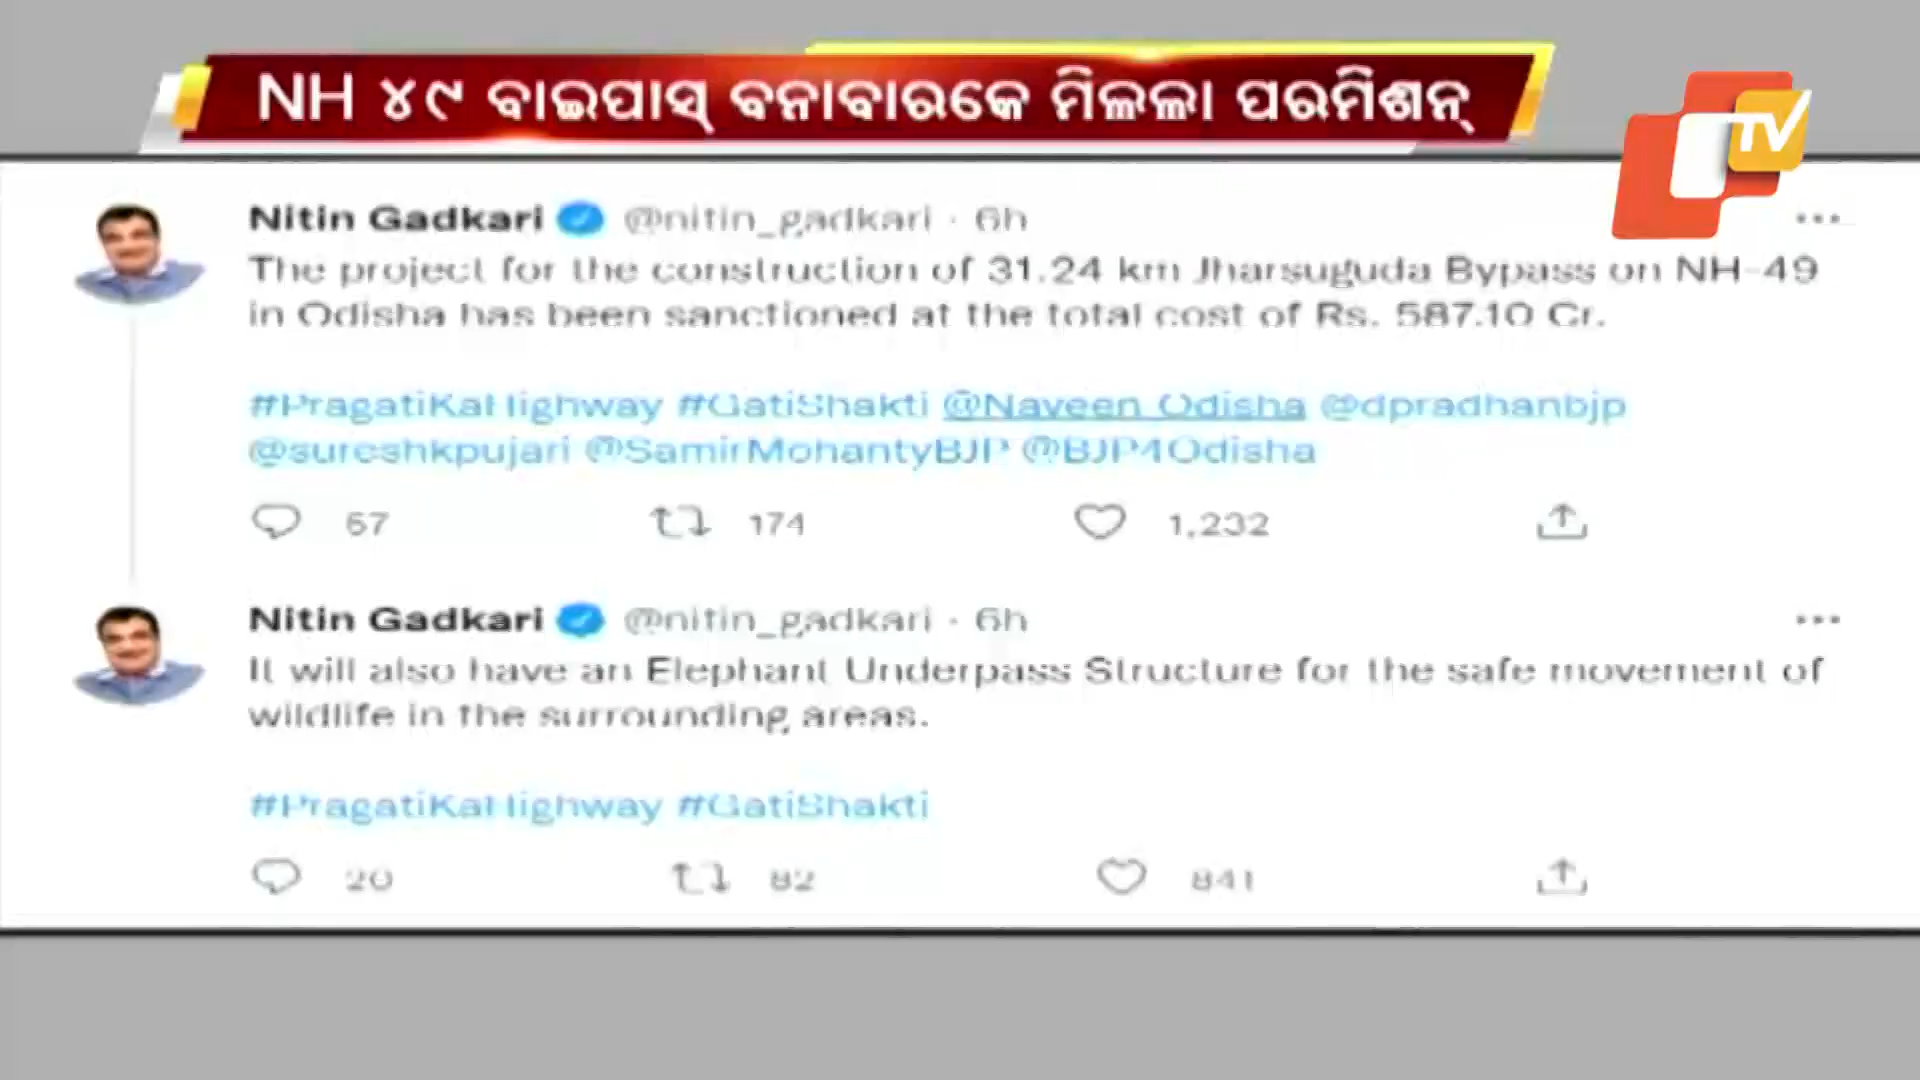 NH ୪୯ ବାଇପାସ୍ ବନାବାରକେ ମିଲଲା ପରମିଶନ୍
TV
Nitin Gadkari @nitin_gadkari · 6h
The project for the construction of 31.24 km Jharsuguda Bypass on NH-49
in Odisha has been sanctioned at the total cost of Rs. 587.10 Cr.
#PragatiKaHighway #GatiShakti @Naveen_Odisha @dpradhanbjp
@sureshkpujari @SamirMohantyBJP @BJP4Odisha
57 174 1,232
Nitin Gadkari @nitin_gadkari · 6h
It will also have an Elephant Underpass Structure for the safe movement of
wildlife in the surrounding areas.
#PragatiKaHighway #GatiShakti
20 82 841